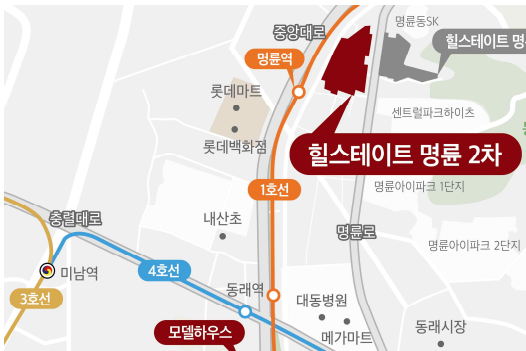 중앙대로
명륜동SK
힐스테이트 명
명륜역
롯데마트
롯데백화점
센트럴파크하이츠
힐스테이트 명륜 2차
1호선
명륜아이파크 1단지
충렬대로
내산초
명륜로
명륜아이파크 2단지
미남역
4호선
동래역
3호선
대동병원
모델하우스
메가마트
동래시장